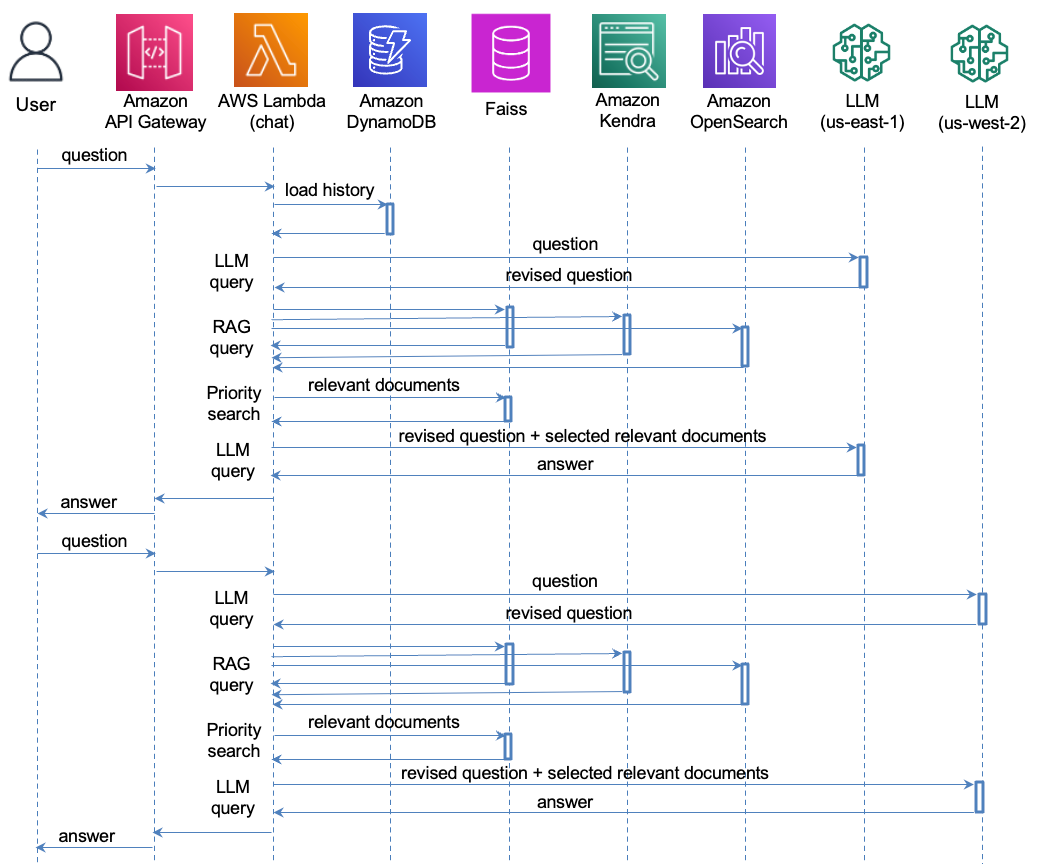 User
Amazon
API Gateway
AWS Lambda
(chat)
Amazon
DynamoDB
Faiss
Amazon
Kendra
Amazon
OpenSearch
LLM
(us-east-1)
LLM
(us-west-2)
question
load history
question
LLM
query
revised question
RAG
query
relevant documents
Priority
search
revised question + selected relevant documents
LLM
query
answer
answer
question
question
LLM
query
revised question
RAG
query
relevant documents
Priority
search
revised question + selected relevant documents
LLM
query
answer
answer